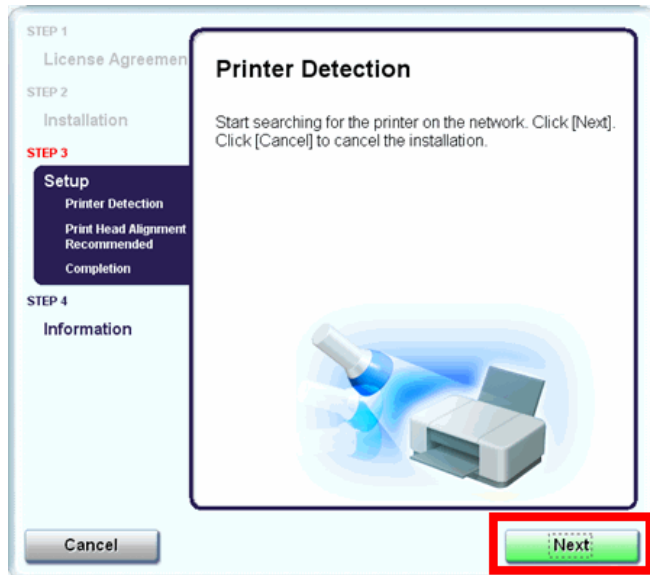 STEP 1
License Agreemen
STEP 2
Installation
STEP 3
Setup
Printer Detection
Print Head Alignment
Recommended
Completion
STEP 4
Information
Printer Detection
Start searching for the printer on the network. Click [Next].
Click [Cancel] to cancel the installation.
Cancel
Next